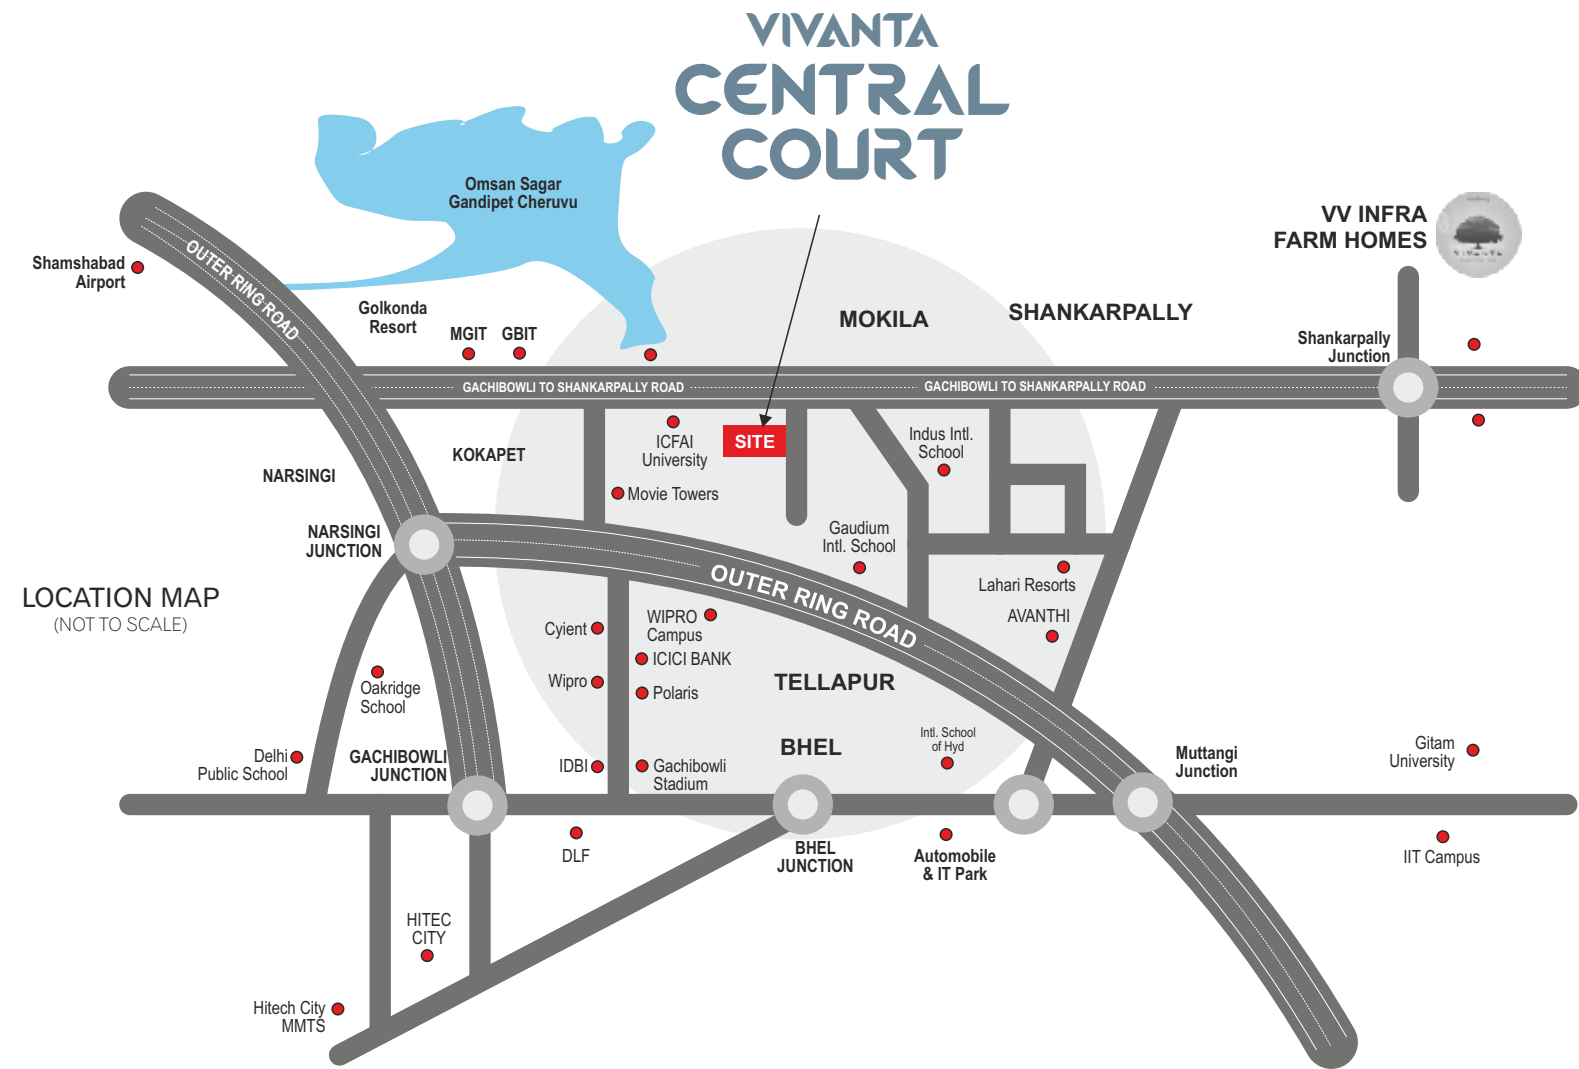 VIVANTA
CENTRAL
COURT
Omsan Sagar
Gandipet Cheruvu
VV INFRA
FARM HOMES
OUTER RING ROAD
Shamshabad
Airport
Golkonda
Resort
MGIT
GBIT
MOKILA
SHANKARPALLY
Shankarpally
Junction
GACHIBOWLI TO SHANKARPALLY ROAD
GACHIBOWLI TO SHANKARPALLY ROAD
KOKAPET
ICFAI
University
SITE
Indus Intl.
School
NARSINGI
Movie Towers
NARSINGI
JUNCTION
Gaudium
Intl. School
OUTER RING ROAD
Lahari Resorts
AVANTHI
LOCATION MAP
(NOT TO SCALE)
Cyient
WIPRO
Campus
ICICI BANK
Wipro
Polaris
TELLAPUR
Oakridge
School
Delhi
Public School
GACHIBOWLI
JUNCTION
IDBI
Gachibowli
Stadium
BHEL
Intl. School
of Hyd
Muttangi
Junction
Gitam
University
DLF
BHEL
JUNCTION
Automobile
& IT Park
IIT Campus
HITEC
CITY
Hitech City
MMTS